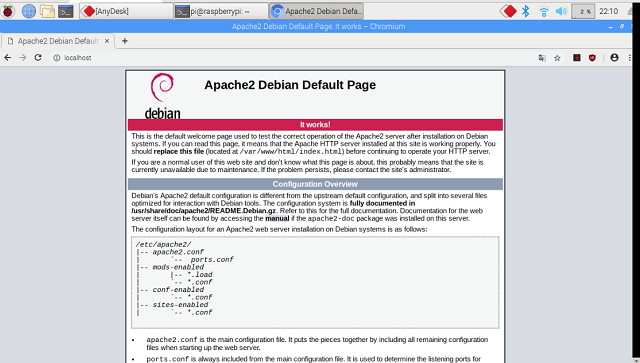 [AnyDesk]
pi@raspberrypi: ~
Apache2 Debian Defa...
2 %
22:10
Apache2 Debian Default Page: It works – Chromium
Apache2 Debian Default
localhost
debian
Apache2 Debian Default Page
It works!
This is the default welcome page used to test the correct operation of the Apache2 server after installation on Debian
systems. If you can read this page, it means that the Apache HTTP server installed at this site is working properly. You
should replace this file (located at /var/www/html/index.html) before continuing to operate your HTTP server.
If you are a normal user of this web site and don't know what this page is about, this probably means that the site is
currently unavailable due to maintenance. If the problem persists, please contact the site's administrator.
Configuration Overview
Debian's Apache2 default configuration is different from the upstream default configuration, and split into several files
optimized for interaction with Debian tools. The configuration system is fully documented in
/usr/share/doc/apache2/README.Debian.gz. Refer to this for the full documentation. Documentation for the web
server itself can be found by accessing the manual if the apache2-doc package was installed on this server.
The configuration layout for an Apache2 web server installation on Debian systems is as follows:
/etc/apache2/
|-- apache2.conf
|       `-- ports.conf
|-- mods-enabled
|       |-- *.load
|       `-- *.conf
|-- conf-enabled
|       `-- *.conf
|-- sites-enabled
|       `-- *.conf
• apache2.conf is the main configuration file. It puts the pieces together by including all remaining configuration
files when starting up the web server.
• ports.conf is always included from the main configuration file. It is used to determine the listening ports for